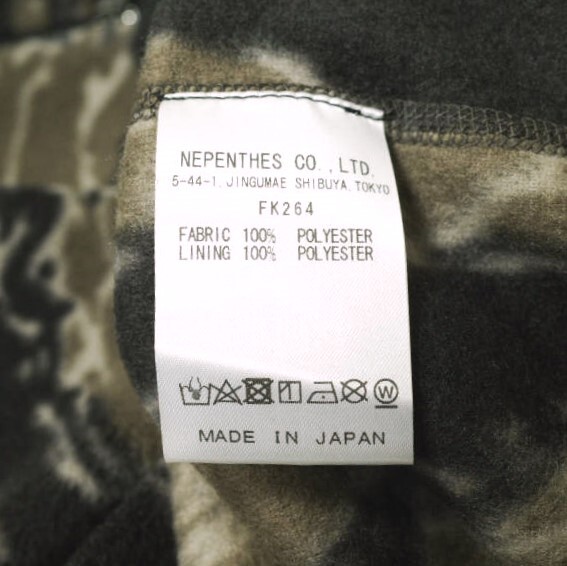 NEPENTHES CO.,LTD.
5-44-1, JINGUMAE SHIBUYA, TOKYO
FK264
FABRIC 100% POLYESTER
LINING 100% POLYESTER
W
MADE IN JAPAN